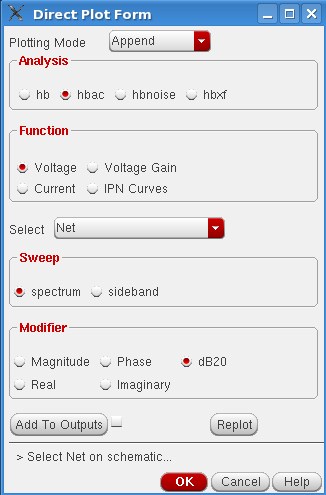 Direct Plot Form
Plotting Mode Append
Analysis
hb hbac hbnoise hbxf
Function
Voltage Voltage Gain
Current IPN Curves
Select Net
Sweep
spectrum sideband
Modifier
Magnitude Phase dB20
Real Imaginary
Add To Outputs Replot
> Select Net on schematic...
OK Cancel Help